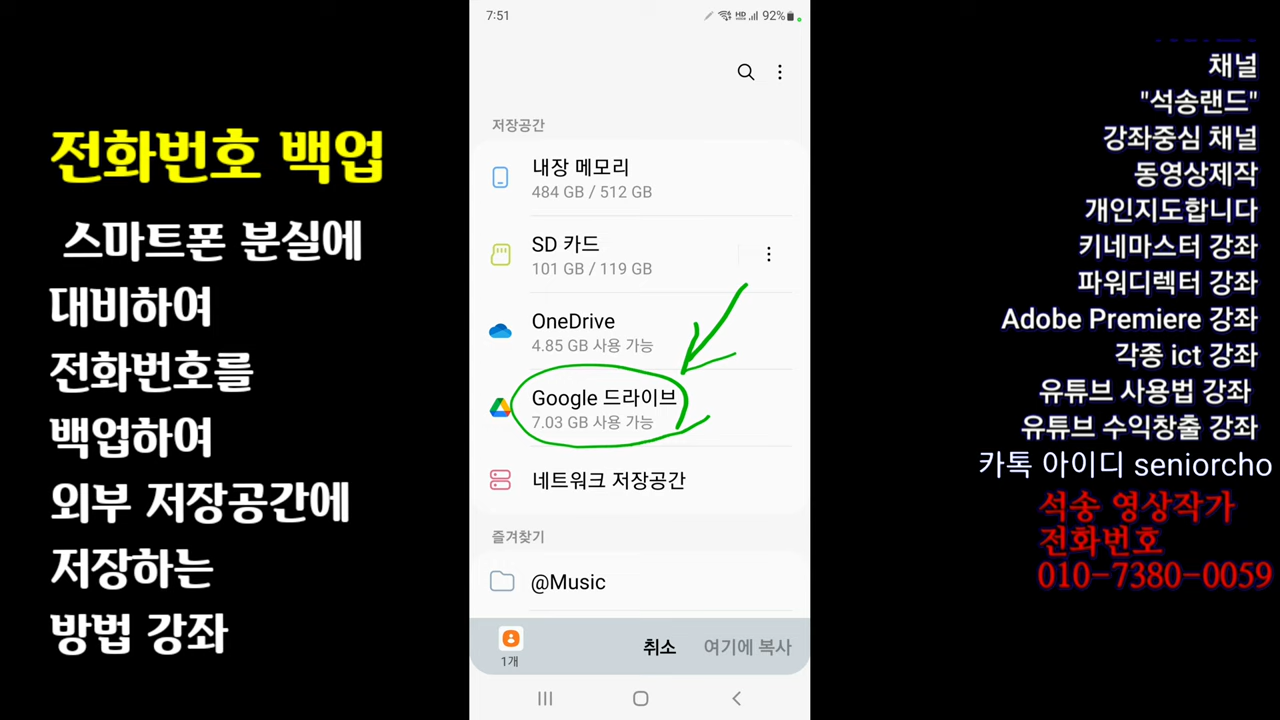 전화번호 백업
스마트폰 분실에
대비하여
전화번호를
백업하여
외부 저장공간에
저장하는
방법 강좌
7:51
92%
저장공간
내장 메모리
484 GB / 512 GB
SD 카드
101 GB / 119 GB
OneDrive
4.85 GB 사용 가능
Google 드라이브
7.03 GB 사용 가능
네트워크 저장공간
즐겨찾기
@Music
1개
취소
여기에 복사
채널
"석송랜드"
강좌중심 채널
동영상제작
개인지도합니다
키네마스터 강좌
파워디렉터 강좌
Adobe Premiere 강좌
각종 ict 강좌
유튜브 사용법 강좌
유튜브 수익창출 강좌
카톡 아이디 seniorcho
석송 영상작가
전화번호
010-7380-0059